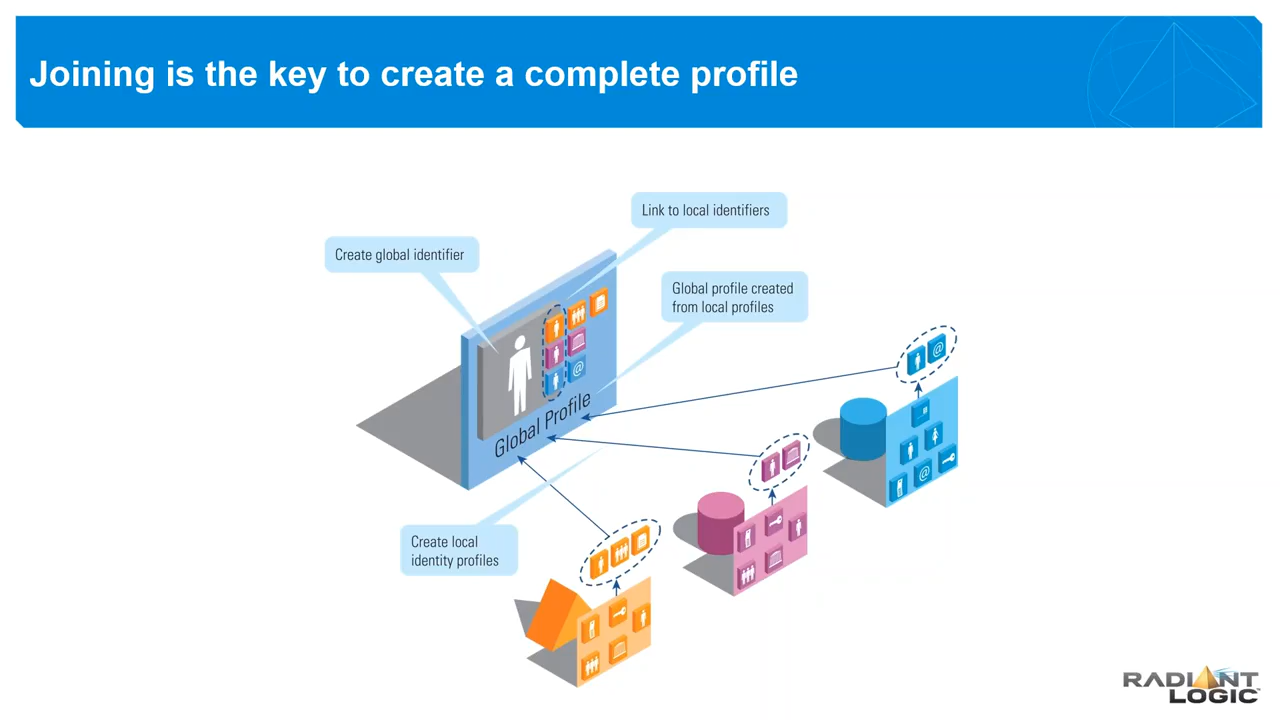 Joining is the key to create a complete profile
Link to local identifiers
Create global identifier
Global profile created
from local profiles
@
@
Global Profile
@
Create local
identity profiles
RADIANT
LOGIC